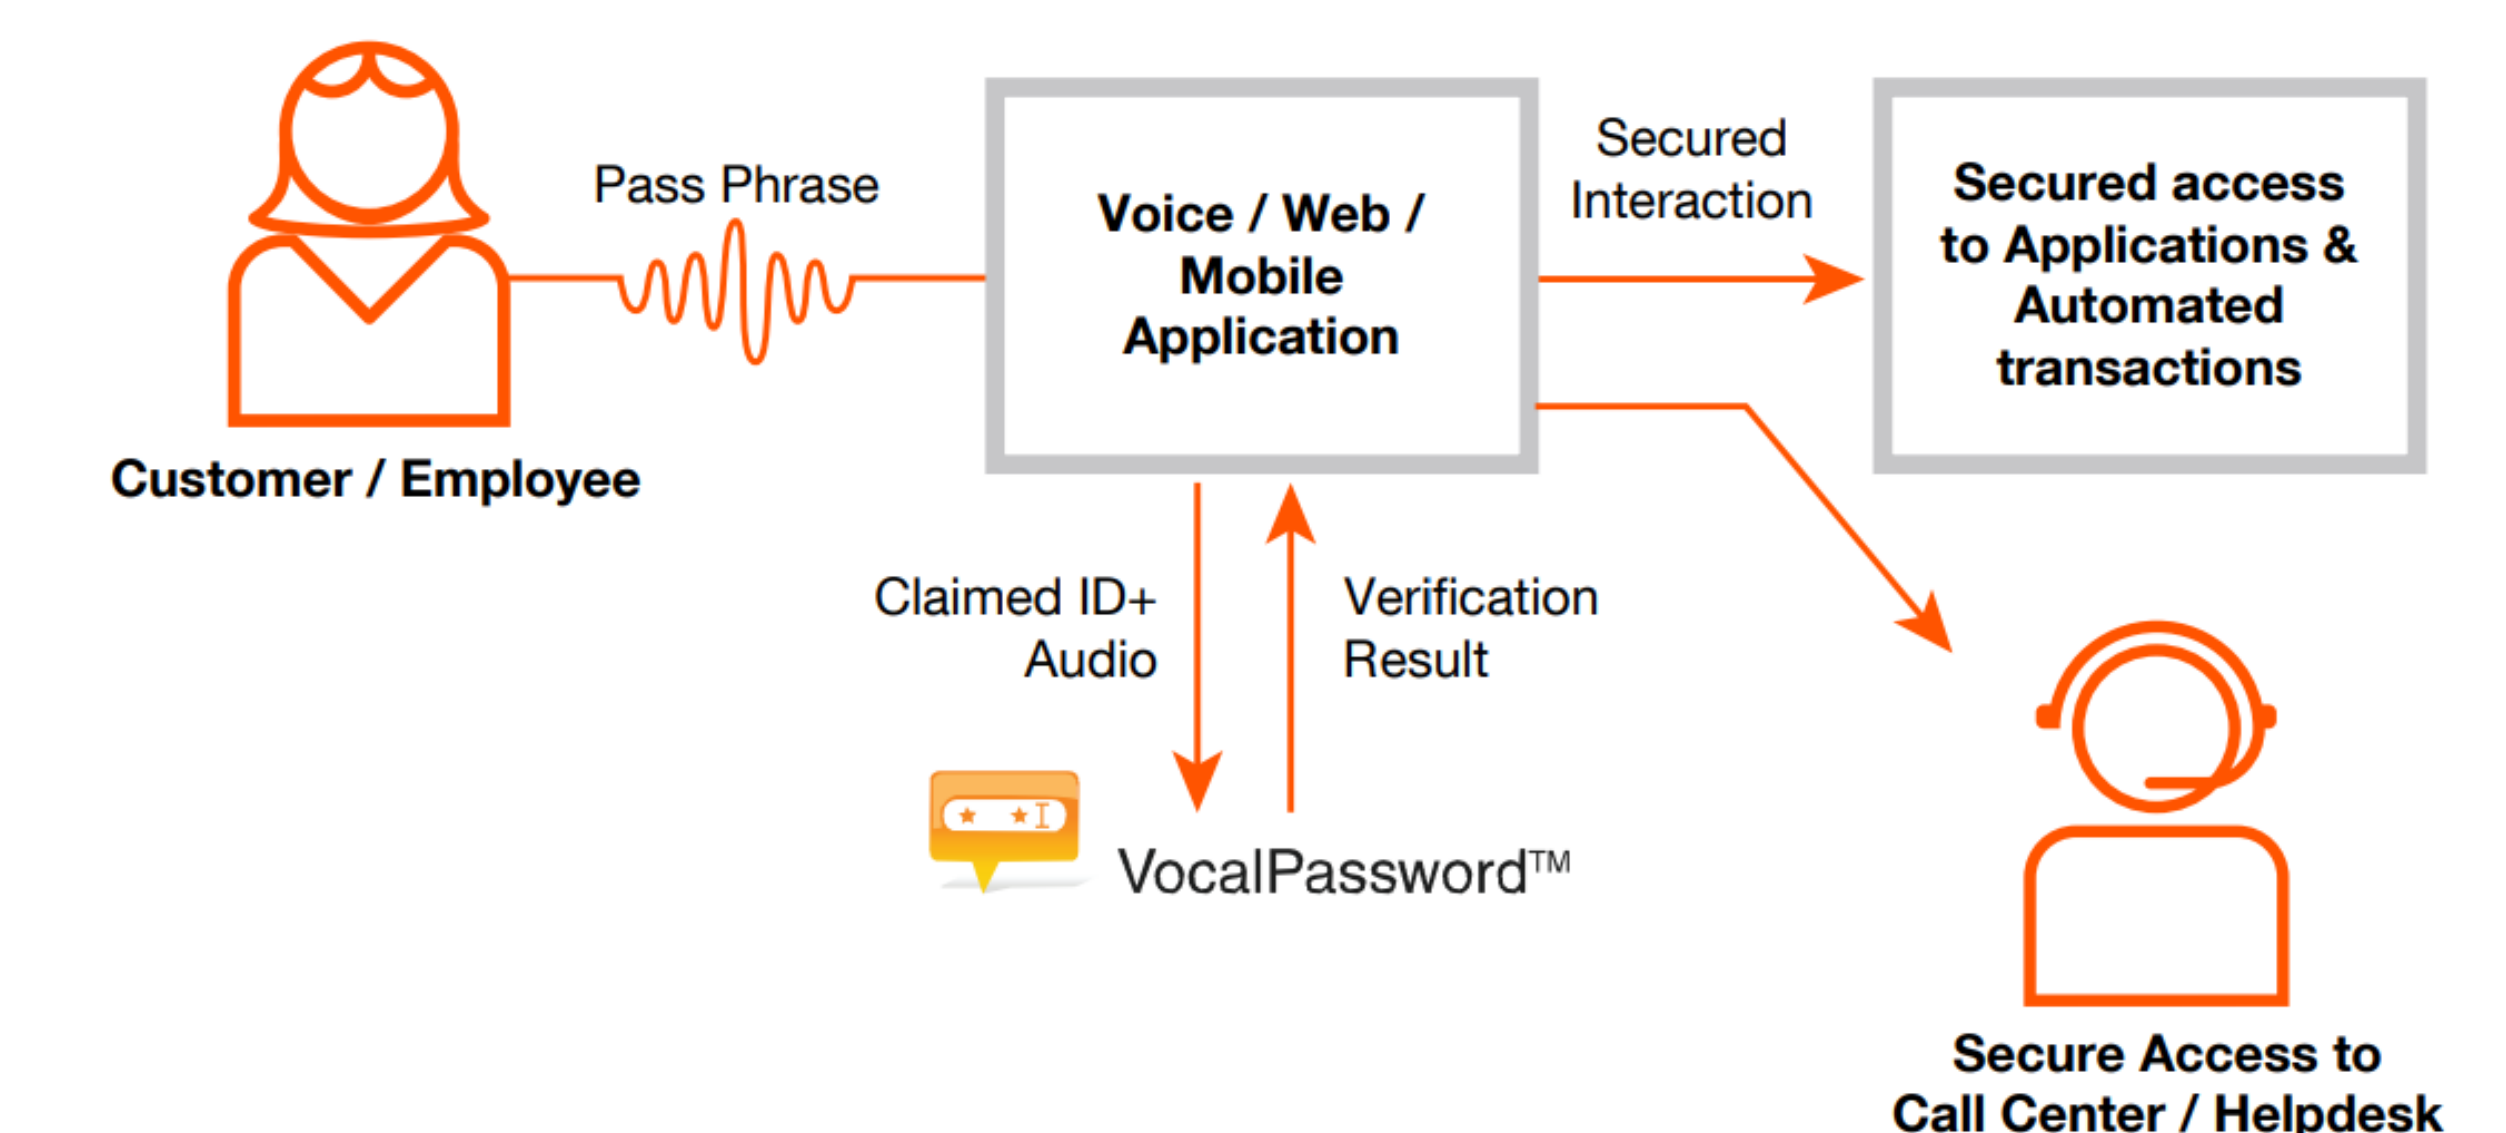 Pass Phrase
Customer / Employee
Voice / Web /
Mobile
Application
Secured
Interaction
Secured access
to Applications &
Automated
transactions
Claimed ID+
Audio
Verification
Result
VocalPassword™
Secure Access to
Call Center / Helpdesk